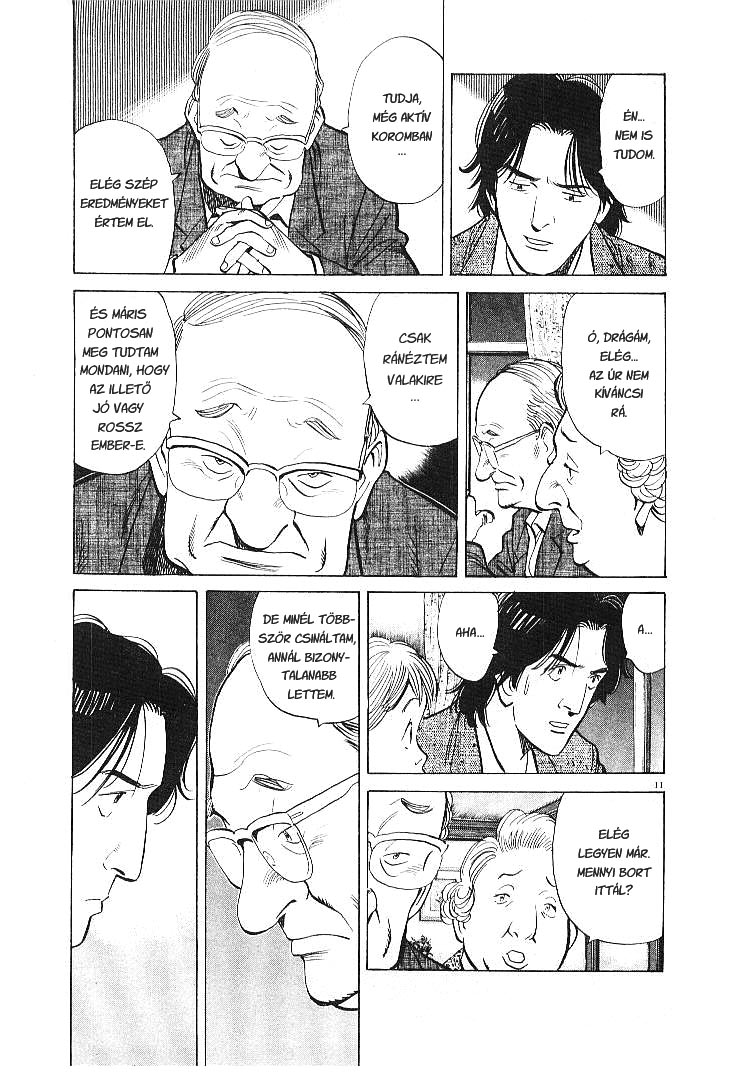 ÉN...
NEM IS
TUDOM.
TUDJA,
MÉG AKTÍV
KOROMBAN
...
ELÉG SZÉP
EREDMÉNYEKET
ÉRTEM EL.
Ó, DRÁGÁM,
ELÉG...
AZ ÚR NEM
KÍVÁNCSI
RÁ.
CSAK
RÁNÉZTEM
VALAKIRE
...
ÉS MÁRIS
PONTOSAN
MEG TUDTAM
MONDANI, HOGY
AZ ILLETŐ
JÓ VAGY
ROSSZ
EMBER-E.
A...
AHA...
11
ELÉG
LEGYEN MÁR.
MENNYI BORT
ITTÁL?
DE MINÉL TÖBB-
SZÖR CSINÁLTAM,
ANNÁL BIZONY-
TALANABB
LETTEM.